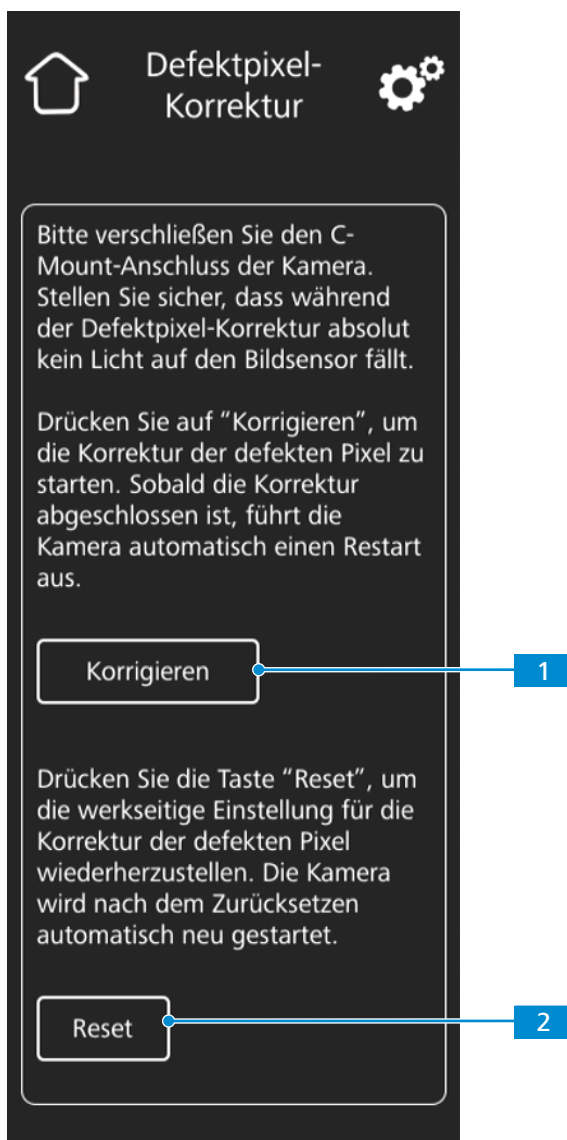 Defektpixel-
Korrektur
Bitte verschließen Sie den C-
Mount-Anschluss der Kamera.
Stellen Sie sicher, dass während
der Defektpixel-Korrektur absolut
kein Licht auf den Bildsensor fällt.
Drücken Sie auf “Korrigieren”, um
die Korrektur der defekten Pixel zu
starten. Sobald die Korrektur
abgeschlossen ist, führt die
Kamera automatisch einen Restart
aus.
Korrigieren
1
Drücken Sie die Taste “Reset”, um
die werkseitige Einstellung für die
Korrektur der defekten Pixel
wiederherzustellen. Die Kamera
wird nach dem Zurücksetzen
automatisch neu gestartet.
Reset
2